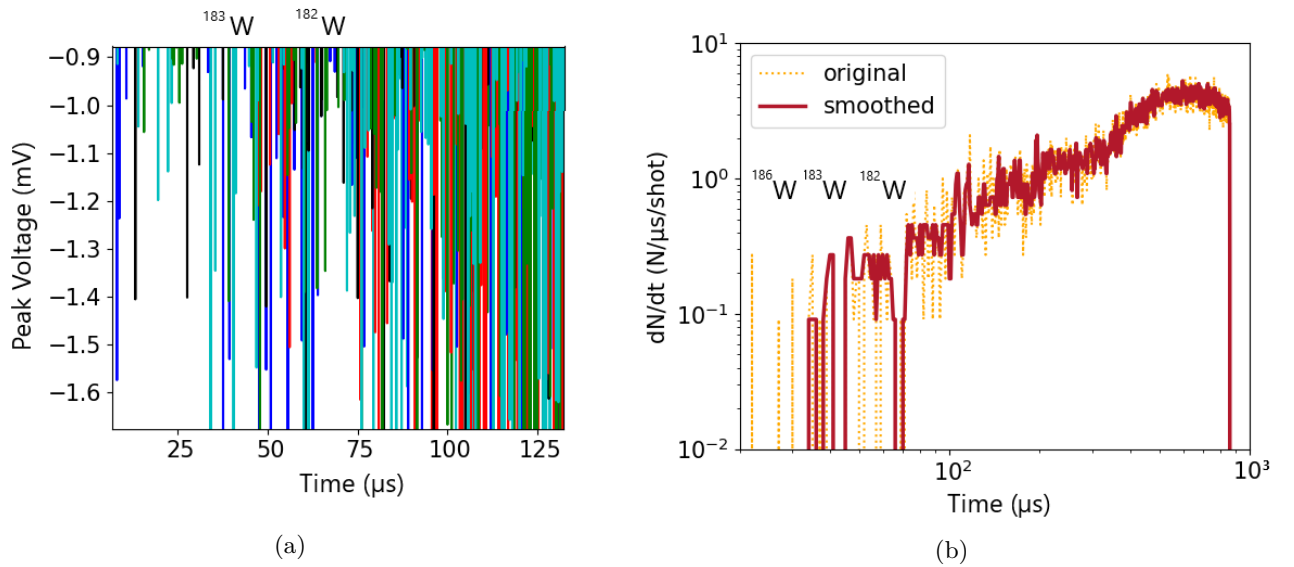 ¹⁸³W ¹⁸²W
−0.9
−1.0
−1.1
−1.2
−1.3
−1.4
−1.5
−1.6
Peak Voltage (mV)
25 50 75 100 125
Time (µs)
(a)
original
smoothed
¹⁸⁶W ¹⁸³W ¹⁸²W
10¹
10⁰
10⁻¹
10⁻²
dN/dt (N/µs/shot)
10² 10³
Time (µs)
(b)